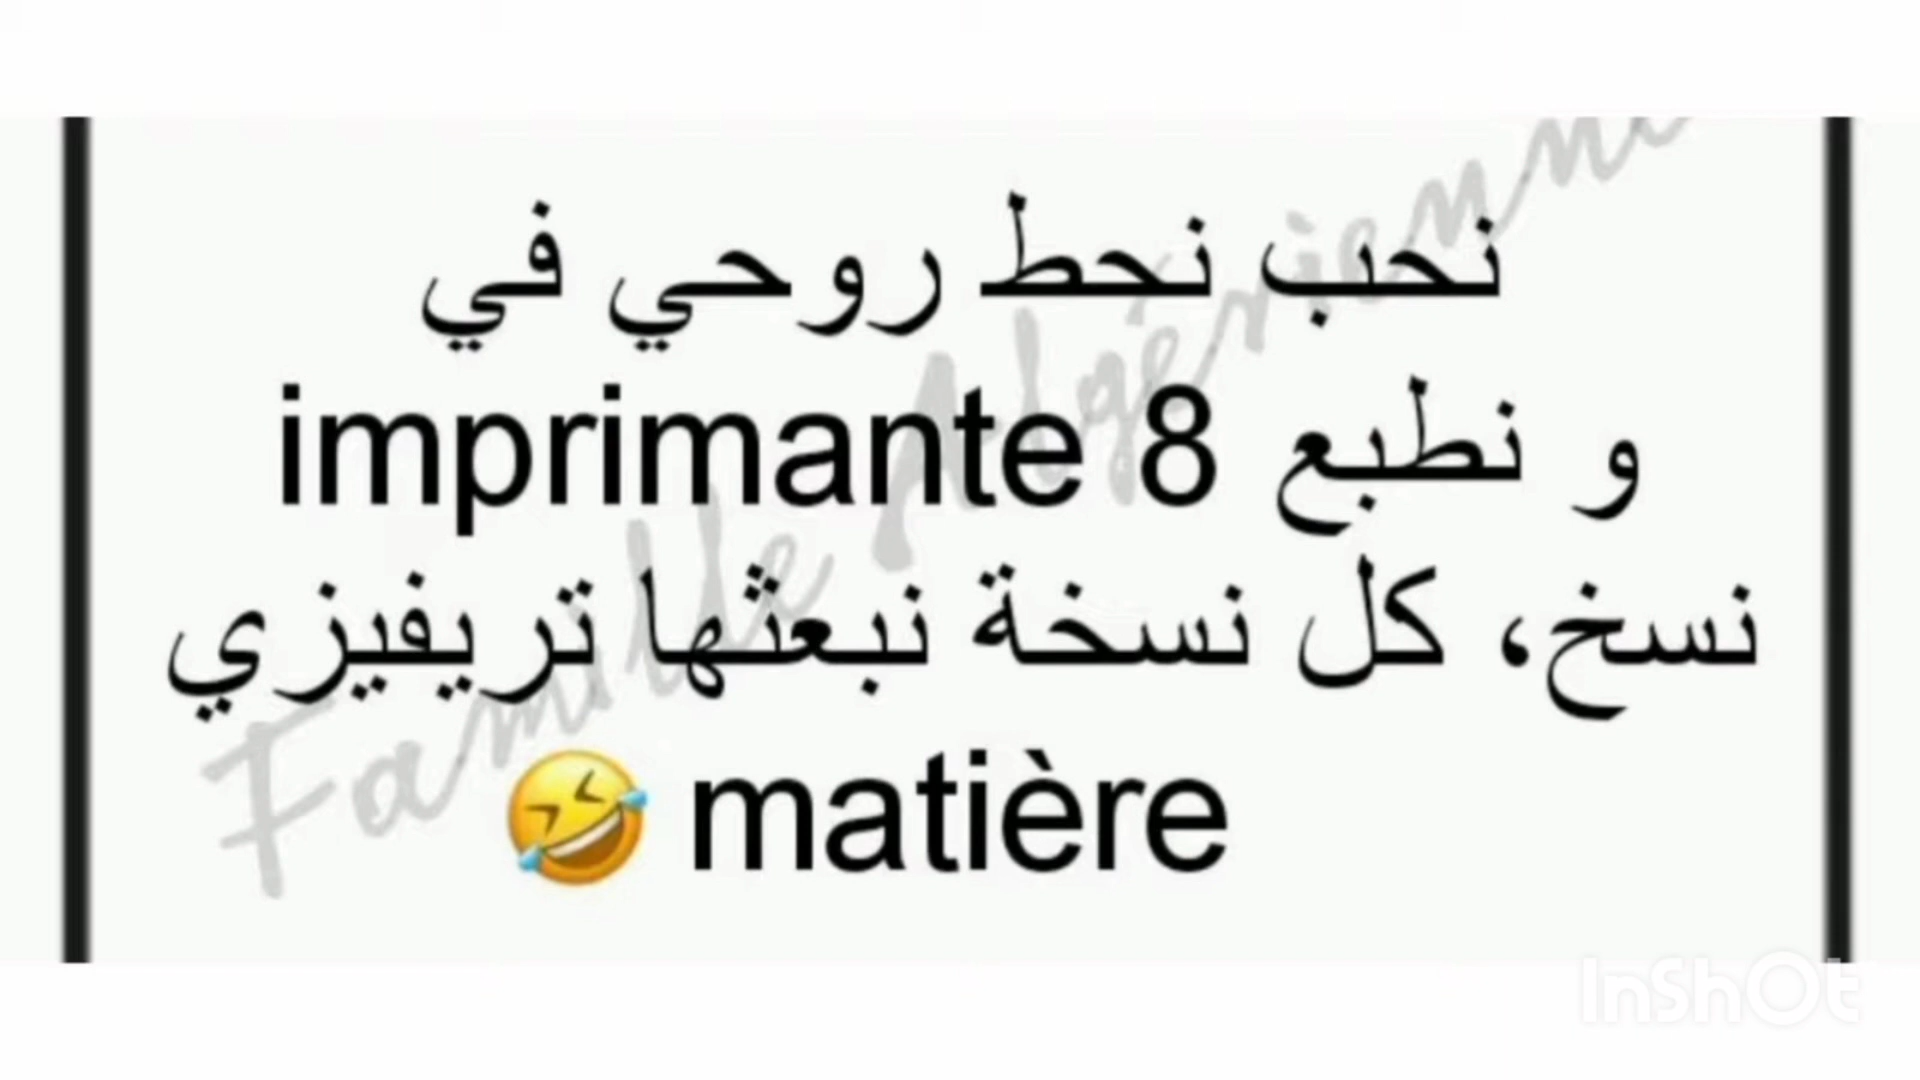 نحب نحط روحي في
imprimante و نطبع 8
نسخ، كل نسخة نبعثها تريفيزي
matière 🤣
Famille Algérienne
InShOt